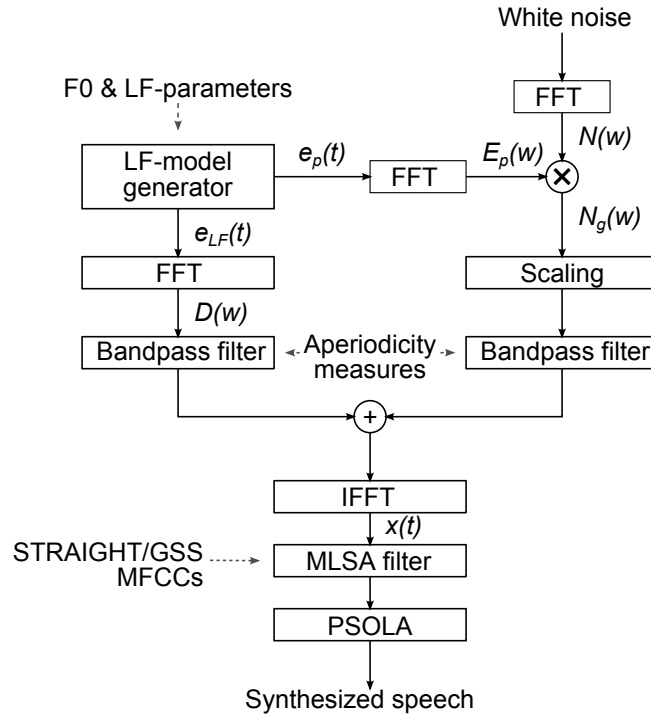 White noise
F0 & LF-parameters
FFT
LF-model
generator
e_p(t)
FFT
E_p(w)
N(w)
×
N_g(w)
e_LF(t)
FFT
Scaling
D(w)
Bandpass filter
Aperiodicity
measures
Bandpass filter
+
IFFT
x(t)
STRAIGHT/GSS
MFCCs
MLSA filter
PSOLA
Synthesized speech